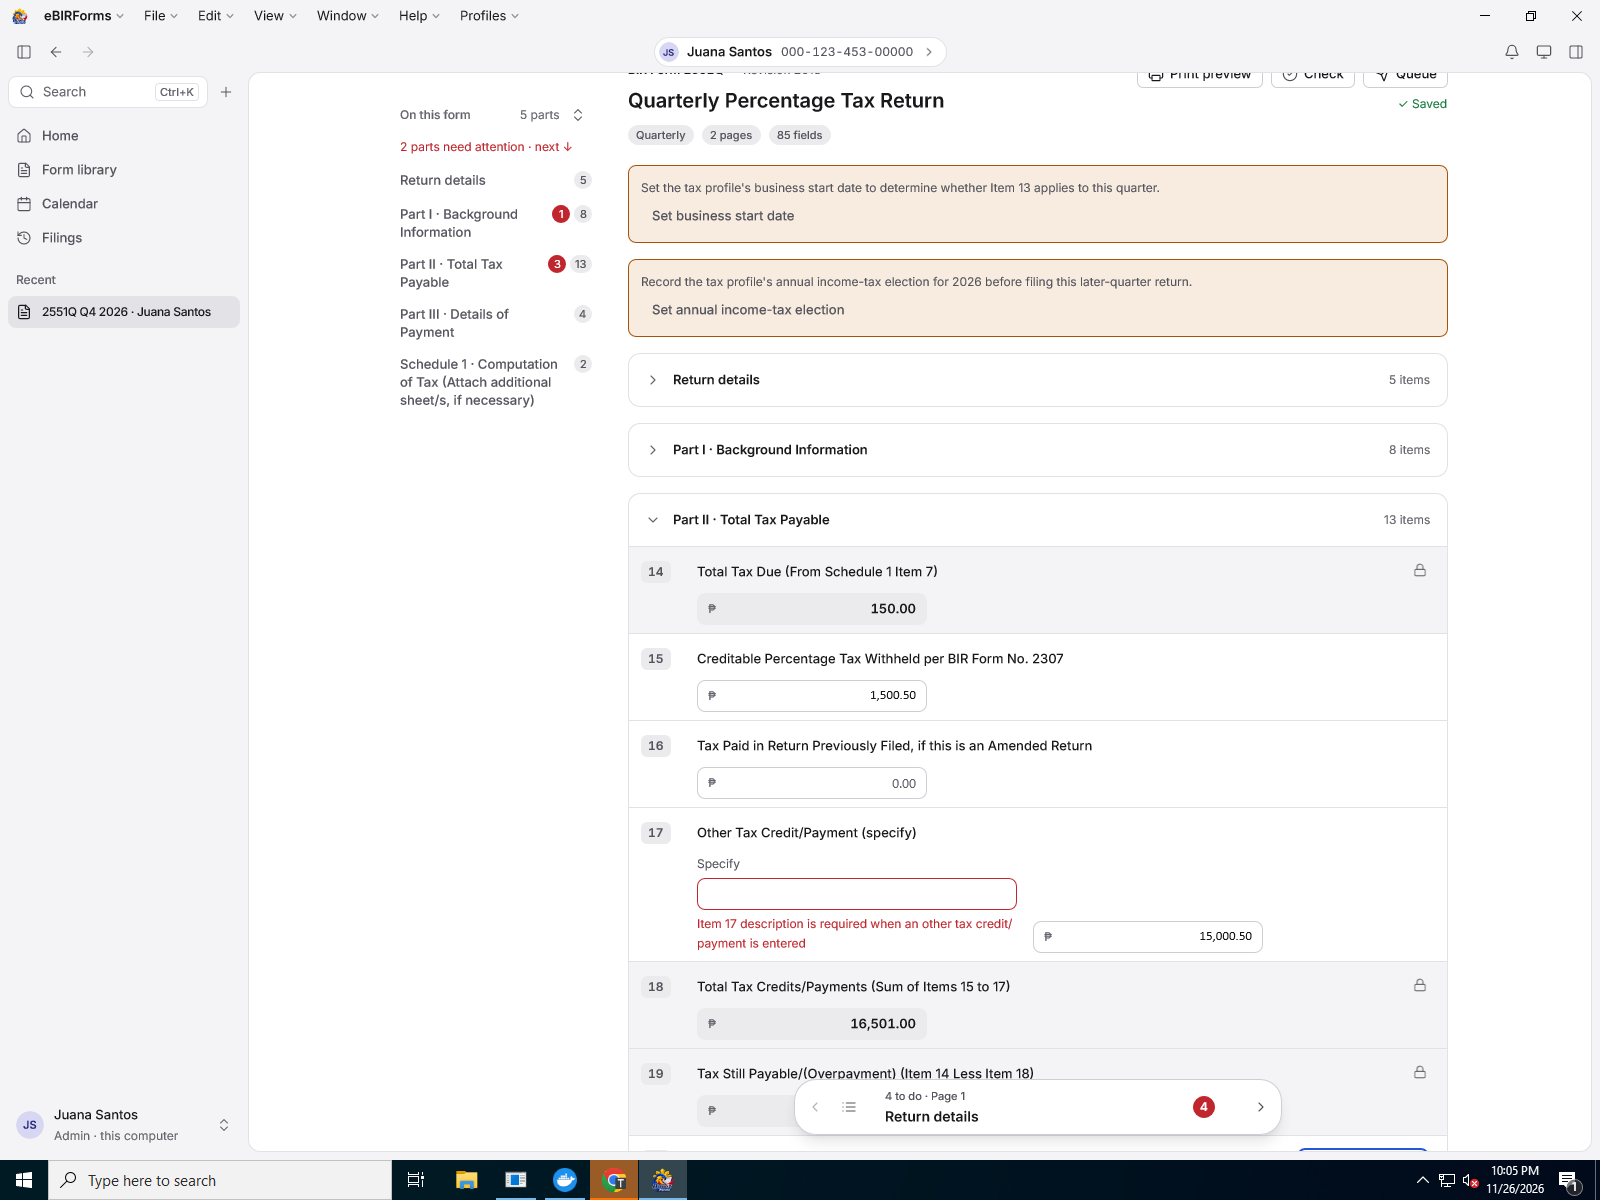 eBIRForms
File
Edit
View
Window
Help
Profiles
JS Juana Santos 000-123-453-00000
Search Ctrl+K
Home
Form library
Calendar
Filings
Recent
2551Q Q4 2026 · Juana Santos
JS Juana Santos
Admin · this computer
On this form 5 parts
2 parts need attention · next ↓
Return details 5
Part I · Background 1 8
Information
Part II · Total Tax 3 13
Payable
Part III · Details of 4
Payment
Schedule 1 · Computation 2
of Tax (Attach additional
sheet/s, if necessary)
Print preview
Check
Queue
Quarterly Percentage Tax Return
✓ Saved
Quarterly 2 pages 85 fields
Set the tax profile's business start date to determine whether Item 13 applies to this quarter.
Set business start date
Record the tax profile's annual income-tax election for 2026 before filing this later-quarter return.
Set annual income-tax election
Return details 5 items
Part I · Background Information 8 items
Part II · Total Tax Payable 13 items
14 Total Tax Due (From Schedule 1 Item 7)
₱ 150.00
15 Creditable Percentage Tax Withheld per BIR Form No. 2307
₱ 1,500.50
16 Tax Paid in Return Previously Filed, if this is an Amended Return
₱ 0.00
17 Other Tax Credit/Payment (specify)
Specify
Item 17 description is required when an other tax credit/
payment is entered
₱ 15,000.50
18 Total Tax Credits/Payments (Sum of Items 15 to 17)
₱ 16,501.00
19 Tax Still Payable/(Overpayment) (Item 14 Less Item 18)
₱
4 to do · Page 1
Return details
4
Type here to search
10:05 PM
11/26/2026
1